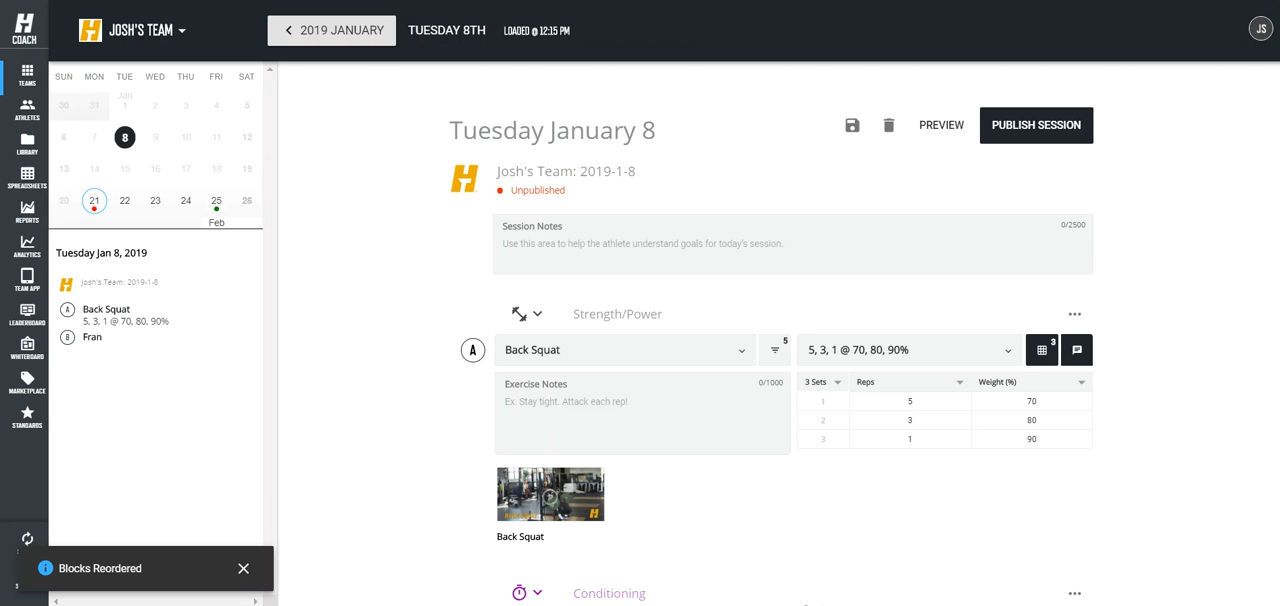 COACH
JOSH'S TEAM
2019 JANUARY
TUESDAY 8TH
LOADED @ 12:15 PM
JS
TEAMS
ATHLETES
LIBRARY
SPREADSHEETS
REPORTS
ANALYTICS
TEAM APP
LEADERBOARD
WHITEBOARD
MARKETPLACE
STANDARDS
SUN MON TUE WED THU FRI SAT
Jan
30 31 1 2 3 4 5
6 7 8 9 10 11 12
13 14 15 16 17 18 19
20 21 22 23 24 25 26
Feb
Tuesday Jan 8, 2019
Josh's Team: 2019-1-8
A Back Squat
5, 3, 1 @ 70, 80, 90%
B Fran
Blocks Reordered
Tuesday January 8
PREVIEW
PUBLISH SESSION
Josh's Team: 2019-1-8
Unpublished
Session Notes 0/2500
Use this area to help the athlete understand goals for today's session.
Strength/Power
A Back Squat 5 5, 3, 1 @ 70, 80, 90% 3
Exercise Notes 0/1000
Ex. Stay tight. Attack each rep!
3 Sets Reps Weight (%)
1 5 70
2 3 80
3 1 90
Back Squat
Conditioning